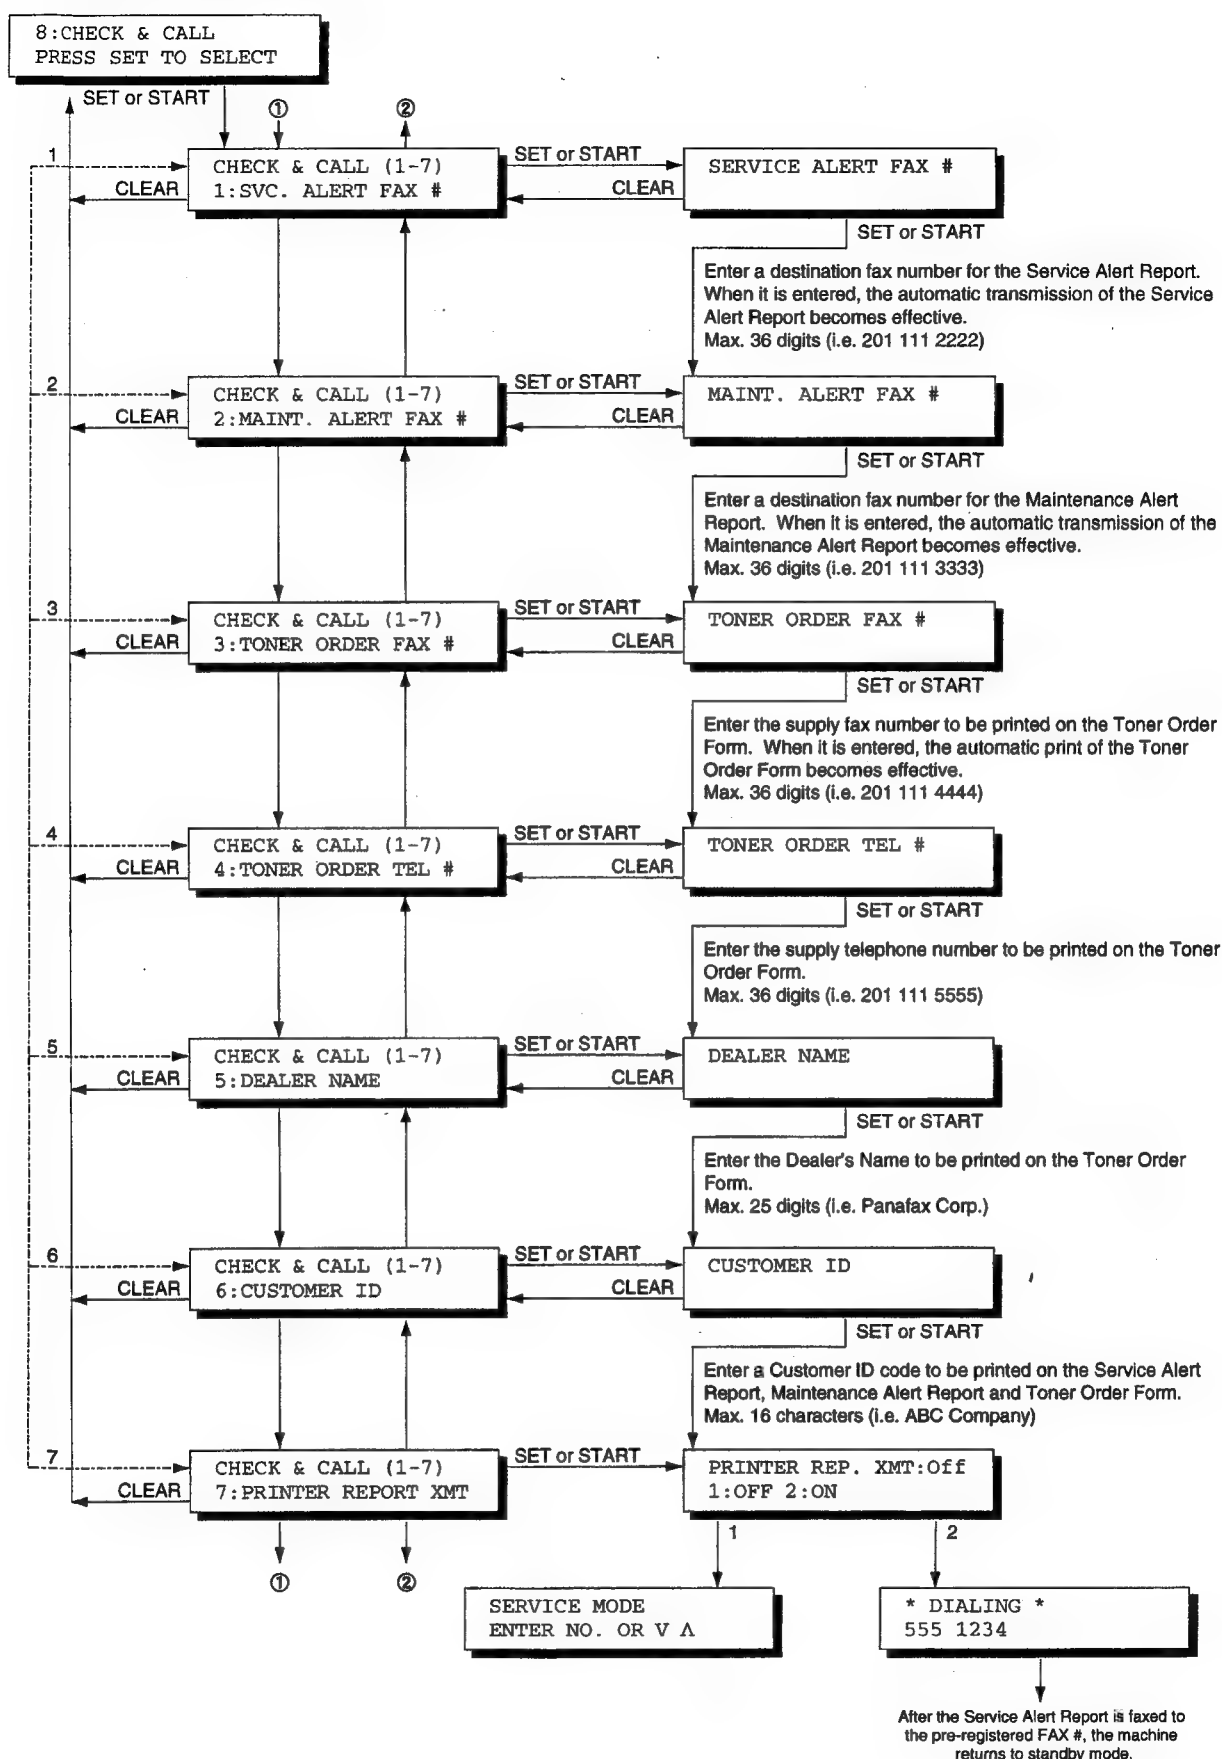 8:CHECK & CALL
PRESS SET TO SELECT
SET or START
① ②
1
CHECK & CALL (1-7)
1:SVC. ALERT FAX #
CLEAR
SET or START
CLEAR
SERVICE ALERT FAX #
SET or START
Enter a destination fax number for the Service Alert Report.
When it is entered, the automatic transmission of the Service
Alert Report becomes effective.
Max. 36 digits (i.e. 201 111 2222)
2
CHECK & CALL (1-7)
2:MAINT. ALERT FAX #
CLEAR
SET or START
CLEAR
MAINT. ALERT FAX #
SET or START
Enter a destination fax number for the Maintenance Alert
Report. When it is entered, the automatic transmission of the
Maintenance Alert Report becomes effective.
Max. 36 digits (i.e. 201 111 3333)
3
CHECK & CALL (1-7)
3:TONER ORDER FAX #
CLEAR
SET or START
CLEAR
TONER ORDER FAX #
SET or START
Enter the supply fax number to be printed on the Toner Order
Form. When it is entered, the automatic print of the Toner
Order Form becomes effective.
Max. 36 digits (i.e. 201 111 4444)
4
CHECK & CALL (1-7)
4:TONER ORDER TEL #
CLEAR
SET or START
CLEAR
TONER ORDER TEL #
SET or START
Enter the supply telephone number to be printed on the Toner
Order Form.
Max. 36 digits (i.e. 201 111 5555)
5
CHECK & CALL (1-7)
5:DEALER NAME
CLEAR
SET or START
CLEAR
DEALER NAME
SET or START
Enter the Dealer's Name to be printed on the Toner Order
Form.
Max. 25 digits (i.e. Panafax Corp.)
6
CHECK & CALL (1-7)
6:CUSTOMER ID
CLEAR
SET or START
CLEAR
CUSTOMER ID
SET or START
Enter a Customer ID code to be printed on the Service Alert
Report, Maintenance Alert Report and Toner Order Form.
Max. 16 characters (i.e. ABC Company)
7
CHECK & CALL (1-7)
7:PRINTER REPORT XMT
CLEAR
SET or START
PRINTER REP. XMT:Off
1:OFF 2:ON
1 2
① ②
SERVICE MODE
ENTER NO. OR V Λ
* DIALING *
555 1234
After the Service Alert Report is faxed to
the pre-registered FAX #, the machine
returns to standby mode.